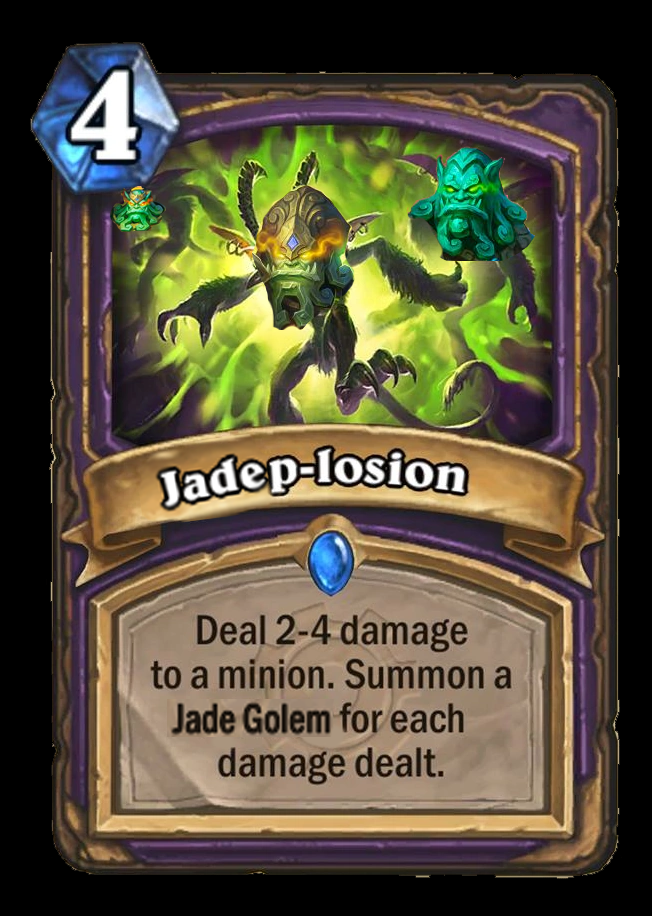 4
Jadep-losion
Deal 2-4 damage
to a minion. Summon a
Jade Golem for each
damage dealt.